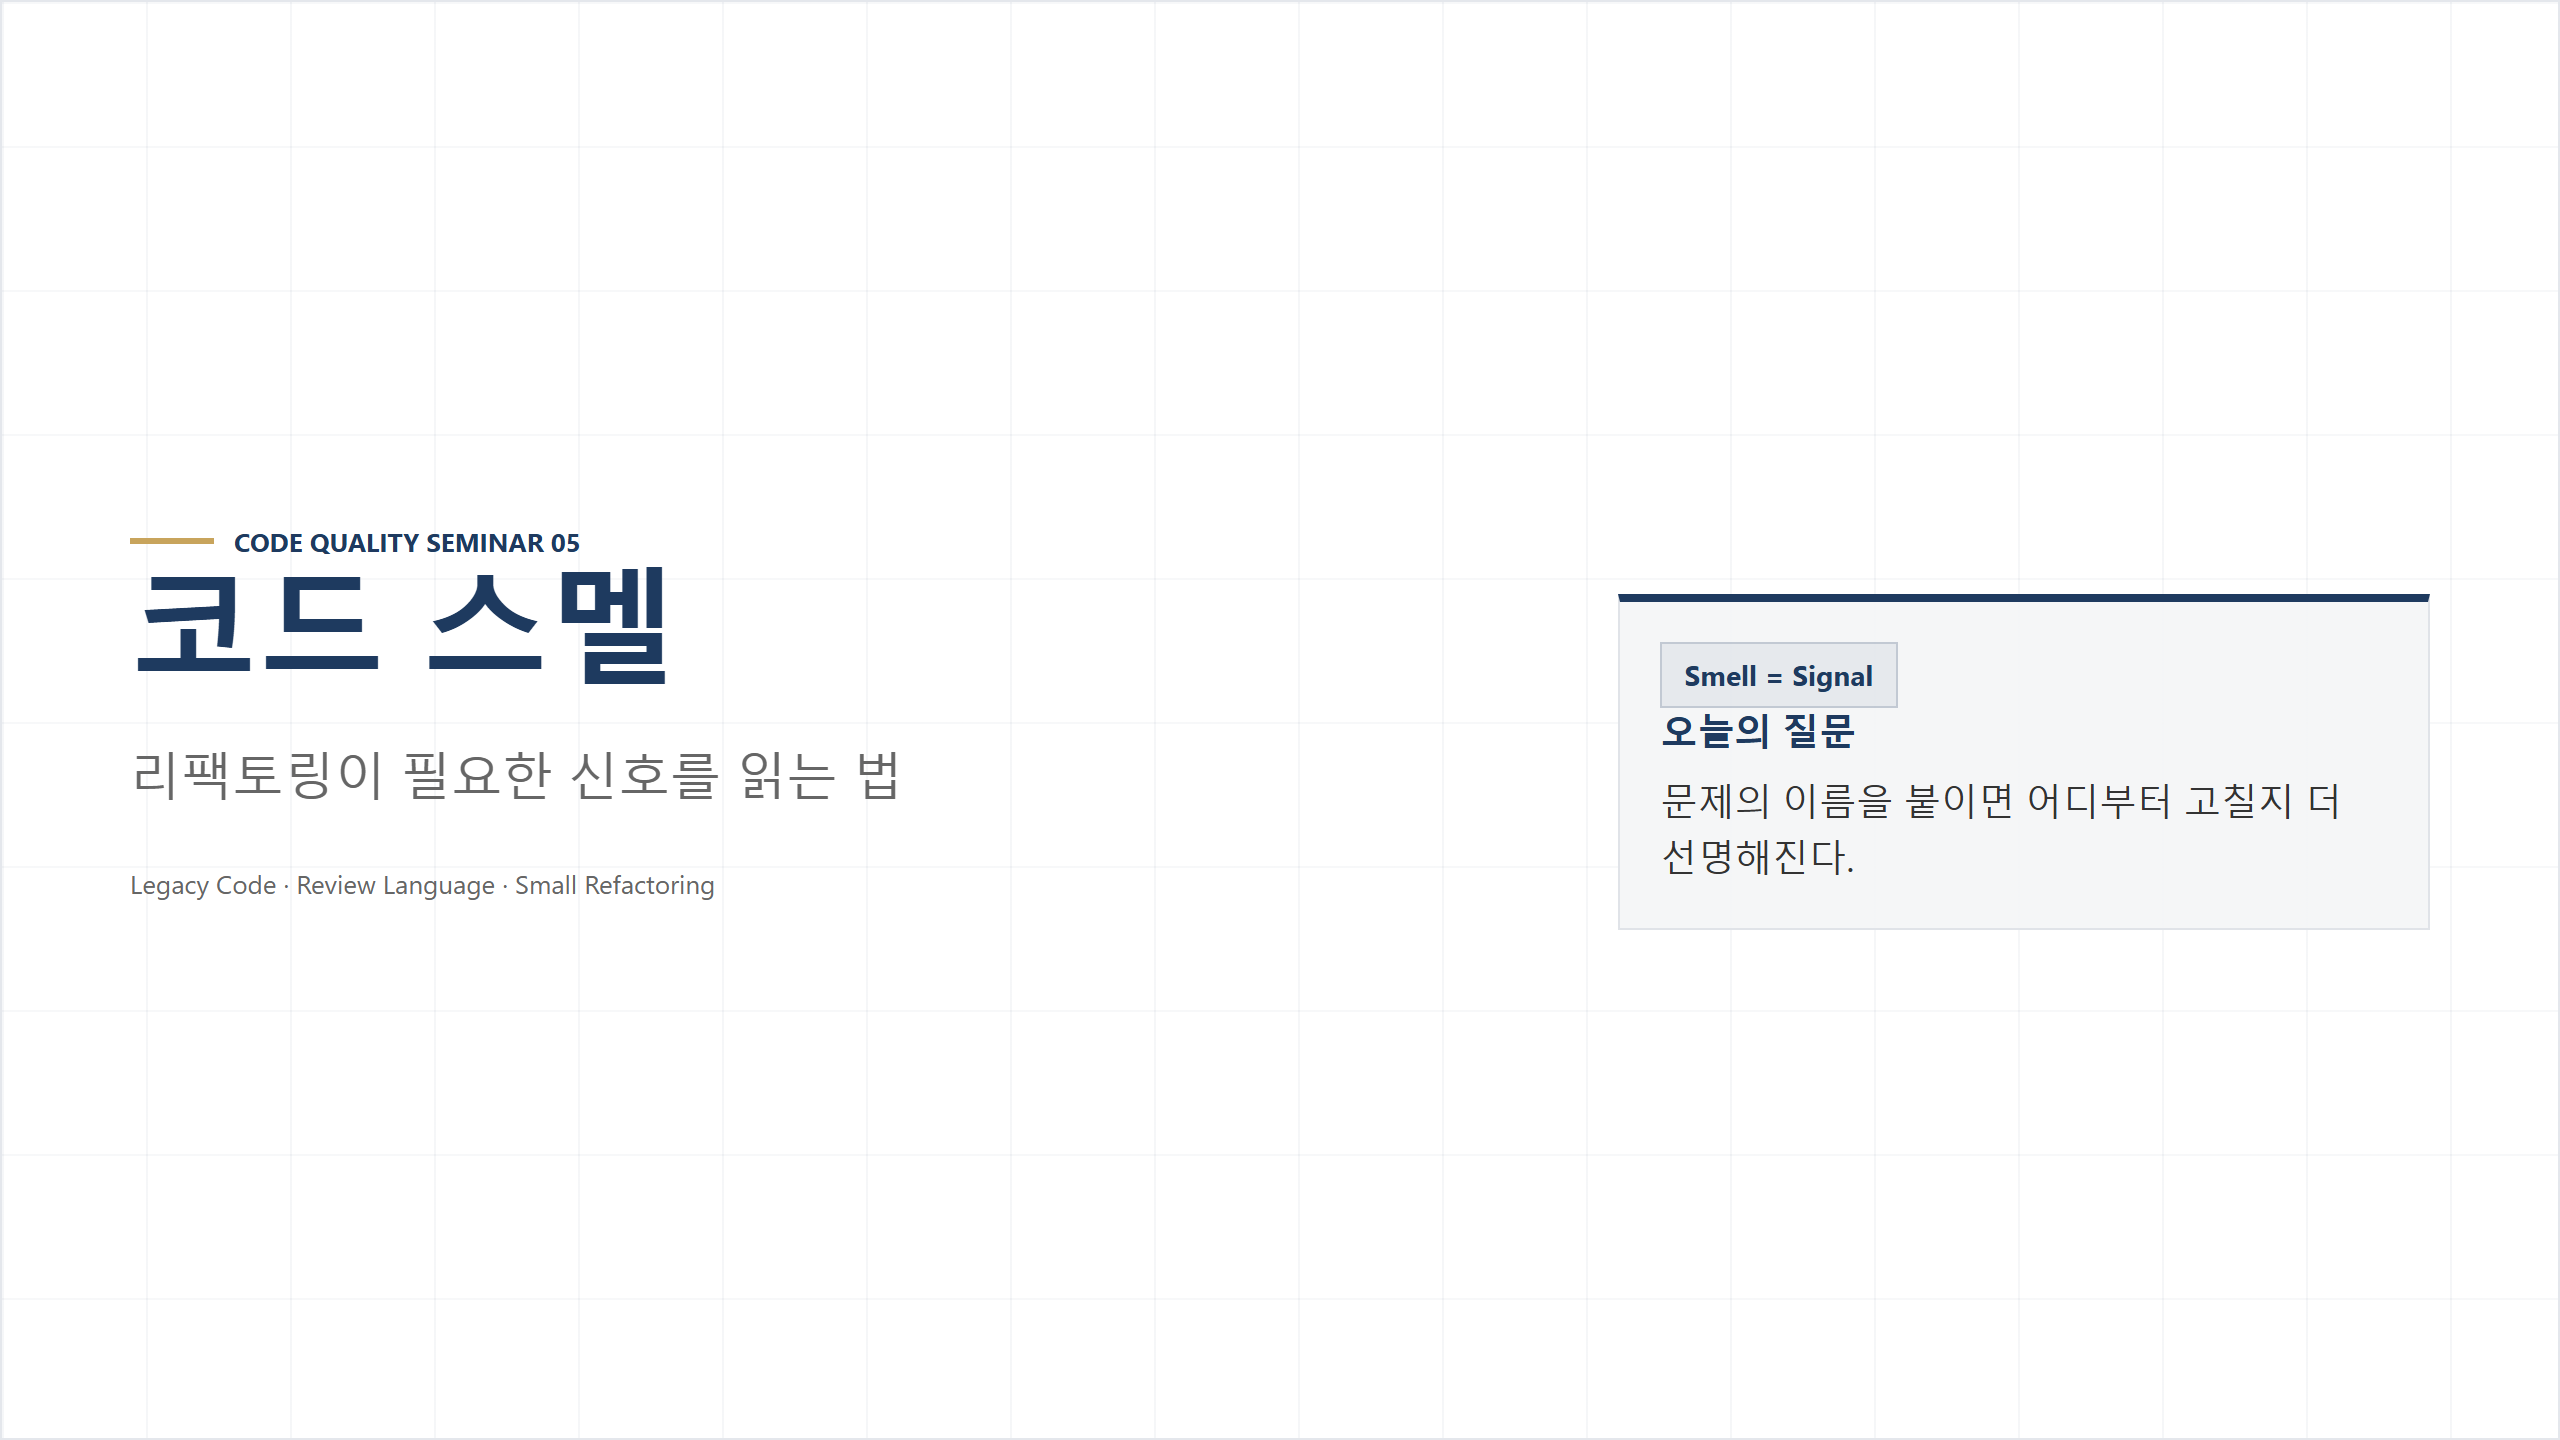 CODE QUALITY SEMINAR 05
코드 스멜
리팩토링이 필요한 신호를 읽는 법
Legacy Code · Review Language · Small Refactoring
Smell = Signal
오늘의 질문
문제의 이름을 붙이면 어디부터 고칠지 더
선명해진다.